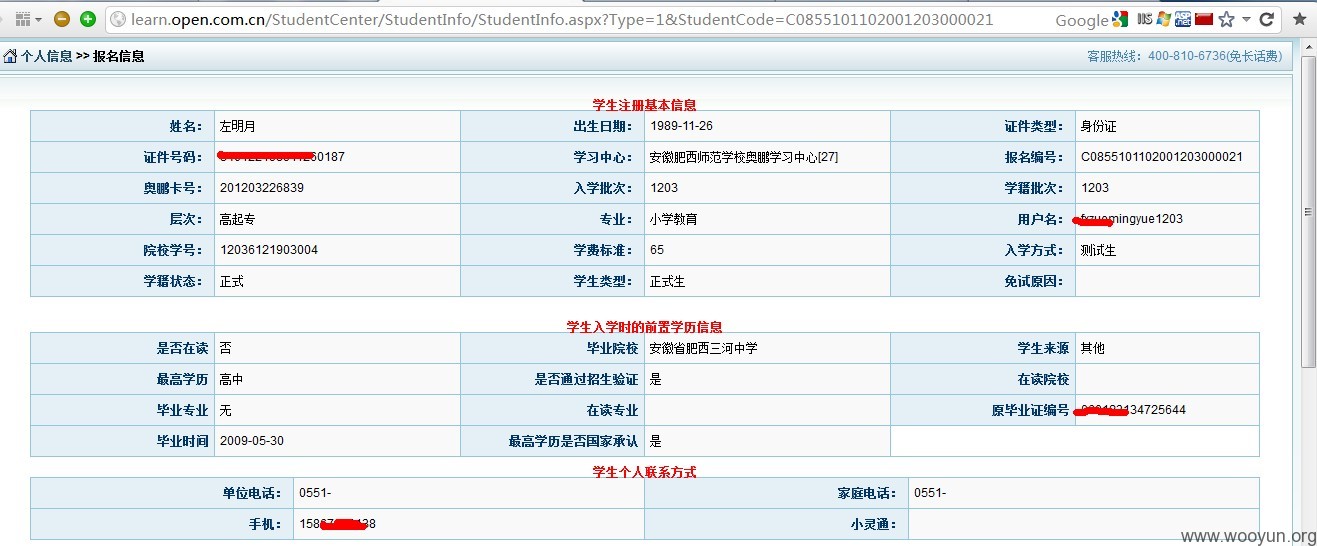 learn.open.com.cn/StudentCenter/StudentInfo/StudentInfo.aspx?Type=1&StudentCode=C0855101102001203000021 Google
个人信息 >> 报名信息 客服热线：400-810-6736(免长话费)
学生注册基本信息
姓名： 左明月 出生日期： 1989-11-26 证件类型： 身份证
证件号码： 0187 学习中心： 安徽肥西师范学校奥鹏学习中心[27] 报名编号： C0855101102001203000021
奥鹏卡号： 201203226839 入学批次： 1203 学籍批次： 1203
层次： 高起专 专业： 小学教育 用户名： mingyue1203
院校学号： 12036121903004 学费标准： 65 入学方式： 测试生
学籍状态： 正式 学生类型： 正式生 免试原因：
学生入学时的前置学历信息
是否在读 否 毕业院校 安徽省肥西三河中学 学生来源 其他
最高学历 高中 是否通过招生验证 是 在读院校
毕业专业 无 在读专业 原毕业证编号 134725644
毕业时间 2009-05-30 最高学历是否国家承认 是
学生个人联系方式
单位电话： 0551- 家庭电话： 0551-
手机： 158 38 小灵通：
www.wooyun.org